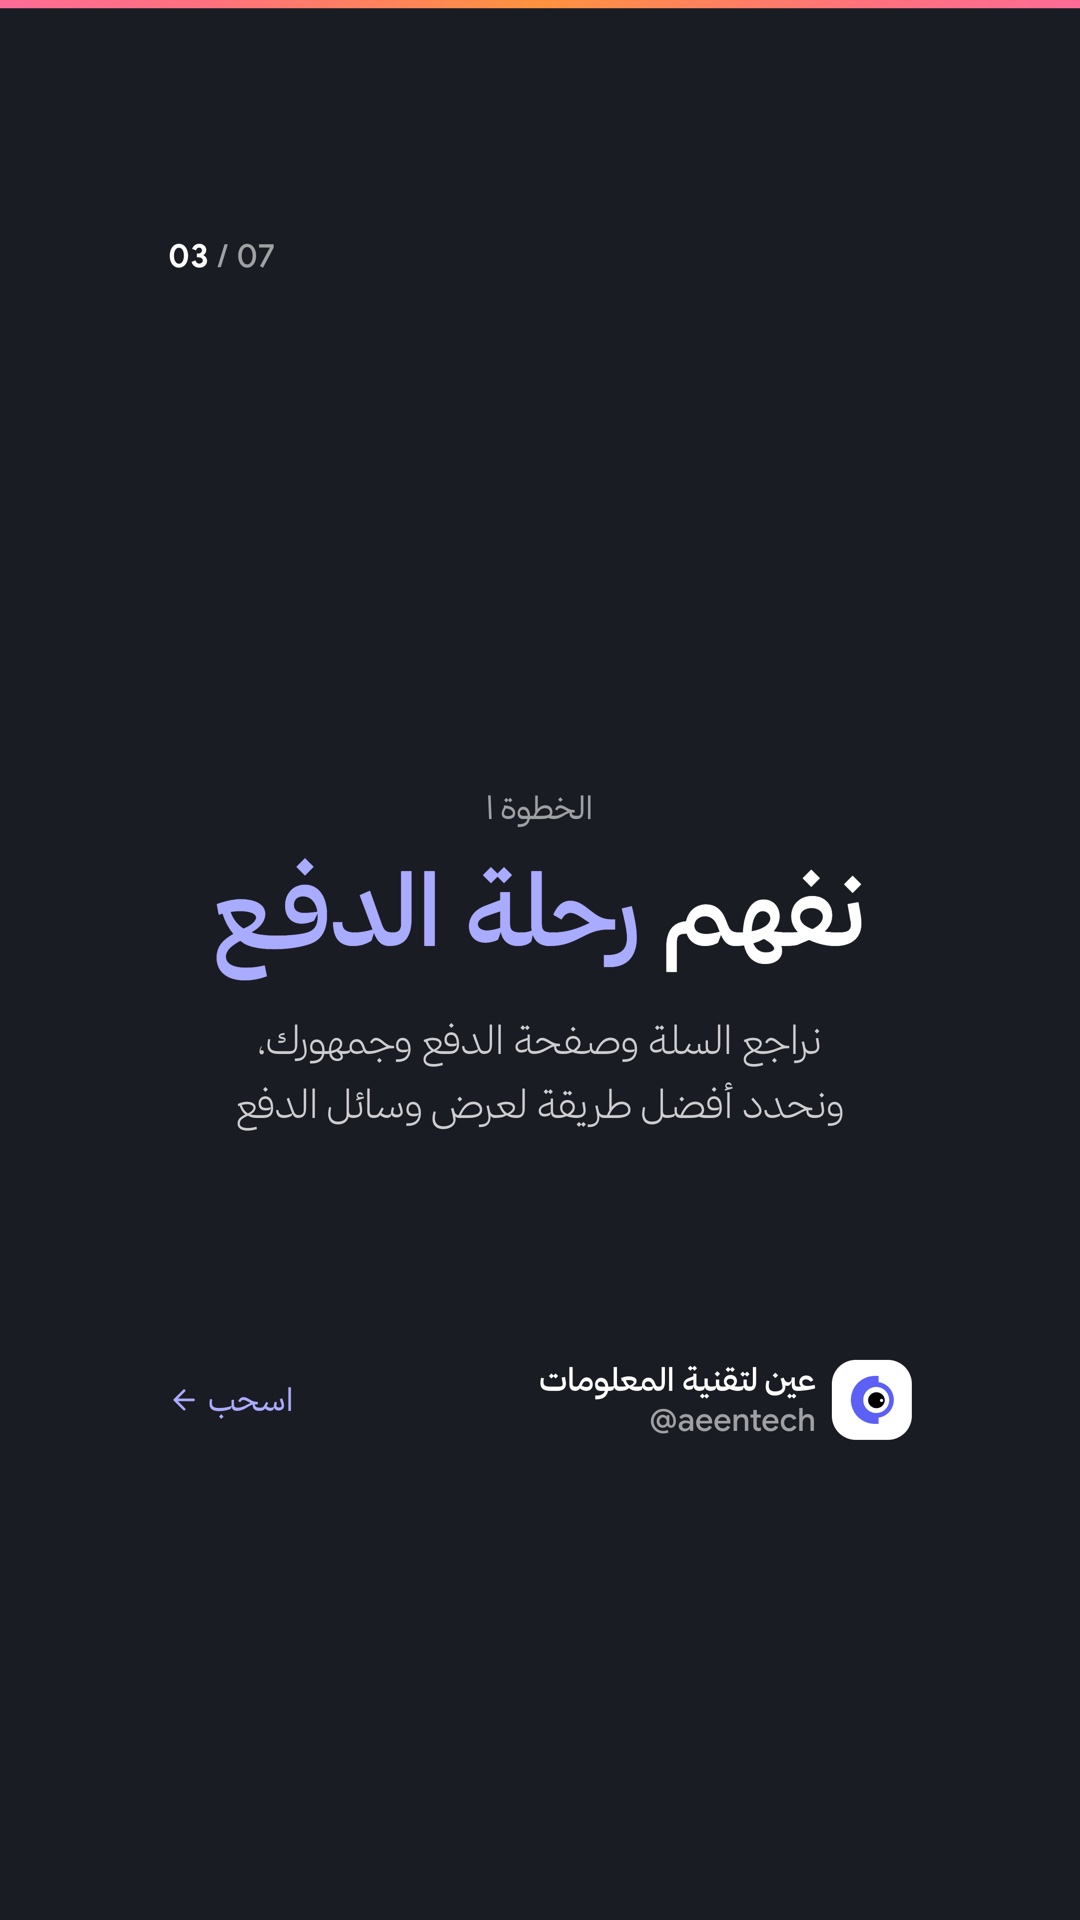 03 / 07
الخطوة ١
نفهم رحلة الدفع
نراجع السلة وصفحة الدفع وجمهورك،
ونحدد أفضل طريقة لعرض وسائل الدفع
عين لتقنية المعلومات
@aeentech
اسحب ←